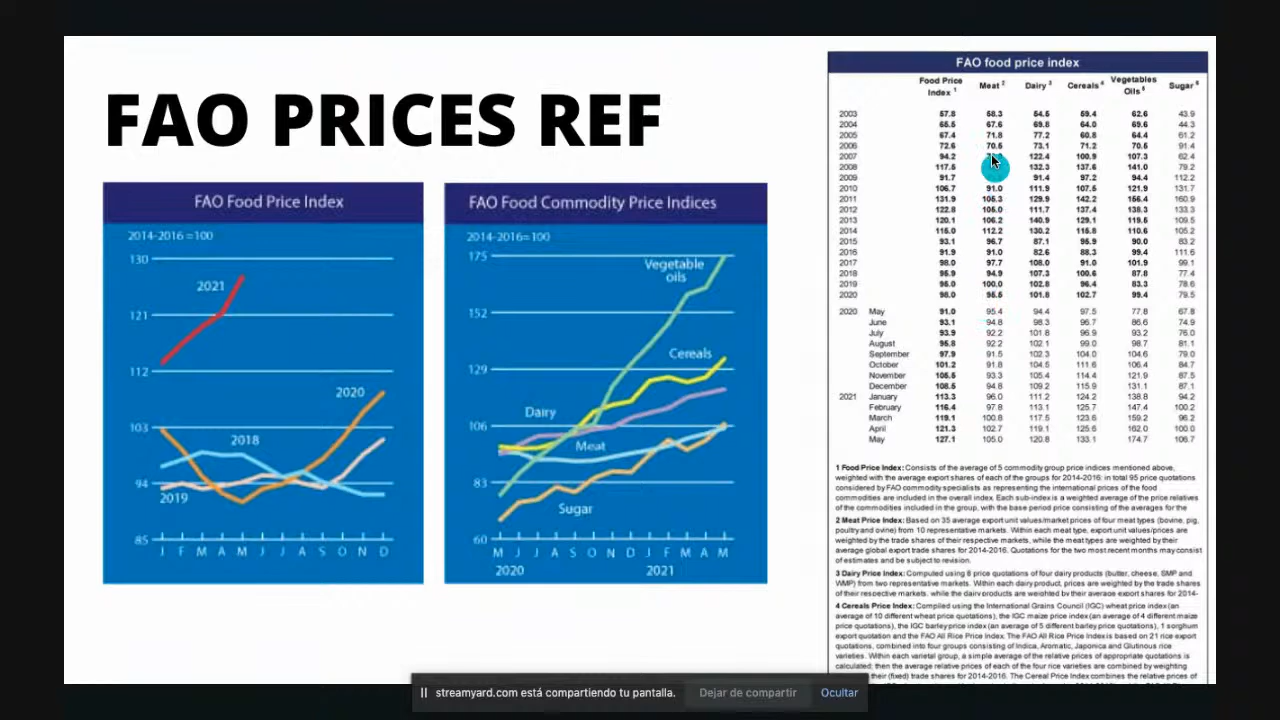 FAO PRICES REF
FAO Food Price Index
2014-2016 =100
130
2021
121
112
2020
103
2018
94
2019
85
J F M A M J J A S O N D
FAO Food Commodity Price Indices
2014-2016=100
175
Vegetable
oils
152
Cereals
129
Dairy
106
Meat
83
Sugar
60
M J J A S O N D J F M A M
2020 2021
FAO food price index
Food Price Index 1 Meat 2 Dairy 3 Cereals 4 Vegetables Oils 5 Sugar 6
2003 57.8 58.3 54.5 59.4 62.6 43.9
2004 65.5 67.6 69.8 64.0 69.6 44.3
2005 67.4 71.8 77.2 60.8 64.4 61.2
2006 72.6 70.5 73.1 71.2 70.5 91.4
2007 94.2 122.4 100.9 107.3 62.4
2008 117.5 132.3 137.6 141.0 79.2
2009 91.7 91.4 97.2 94.4 112.2
2010 106.7 91.0 111.9 107.5 121.9 131.7
2011 131.9 105.3 129.9 142.2 156.4 160.9
2012 122.8 105.0 111.7 137.4 138.3 133.3
2013 120.1 106.2 140.9 129.1 119.5 109.5
2014 115.0 112.2 130.2 115.8 110.6 105.2
2015 93.1 96.7 87.1 95.9 90.0 83.2
2016 91.9 91.0 82.6 88.3 99.4 111.6
2017 98.0 97.7 108.0 91.0 101.9 99.1
2018 95.9 94.9 107.3 100.6 87.8 77.4
2019 95.0 100.0 102.8 96.4 83.3 78.6
2020 98.0 95.5 101.8 102.7 99.4 79.5
2020 May 91.0 95.4 94.4 97.5 77.8 67.8
June 93.1 94.8 98.3 96.7 86.6 74.9
July 93.9 92.2 101.8 96.9 93.2 76.0
August 95.8 92.2 102.1 99.0 98.7 81.1
September 97.9 91.5 102.3 104.0 104.6 79.0
October 101.2 91.8 104.5 111.6 106.4 84.7
November 105.5 93.3 105.4 114.4 121.9 87.5
December 108.5 94.8 109.2 115.9 131.1 87.1
2021 January 113.3 96.0 111.2 124.2 138.8 94.2
February 116.4 97.8 113.1 125.7 147.4 100.2
March 119.1 100.8 117.5 123.6 159.2 96.2
April 121.3 102.7 119.1 125.6 162.0 100.0
May 127.1 105.0 120.8 133.1 174.7 106.7
1 Food Price Index: Consists of the average of 5 commodity group price indices mentioned above,
weighted with the average export shares of each of the groups for 2014-2016: in total 95 price quotations
considered by FAO commodity specialists as representing the international prices of the food
commodities are included in the overall index. Each sub-index is a weighted average of the price relatives
of the commodities included in the group, with the base period price consisting of the averages for the
2 Meat Price Index: Based on 35 average export unit values/market prices of four meat types (bovine, pig,
poultry and ovine) from 10 representative markets. Within each meat type, export unit values/prices are
weighted by the trade shares of their respective markets, while the meat types are weighted by their
average global export trade shares for 2014-2016. Quotations for the two most recent months may consist
of estimates and be subject to revision.
3 Dairy Price Index: Computed using 8 price quotations of four dairy products (butter, cheese, SMP and
WMP) from two representative markets. Within each dairy product, prices are weighted by the trade shares
of their respective markets, while the dairy products are weighted by their average export shares for 2014-
4 Cereals Price Index: Compiled using the International Grains Council (IGC) wheat price index (an
average of 10 different wheat price quotations), the IGC maize price index (an average of 4 different maize
price quotations), the IGC barley price index (an average of 5 different barley price quotations), 1 sorghum
export quotation and the FAO All Rice Price Index. The FAO All Rice Price Index is based on 21 rice export
quotations, combined into four groups consisting of Indica, Aromatic, Japonica and Glutinous rice
varieties. Within each varietal group, a simple average of the relative prices of appropriate quotations is
calculated; then the average relative prices of each of the four rice varieties are combined by weighting
their (fixed) trade shares for 2014-2016. The Cereal Price Index combines the relative prices of
streamyard.com está compartiendo tu pantalla. Dejar de compartir Ocultar